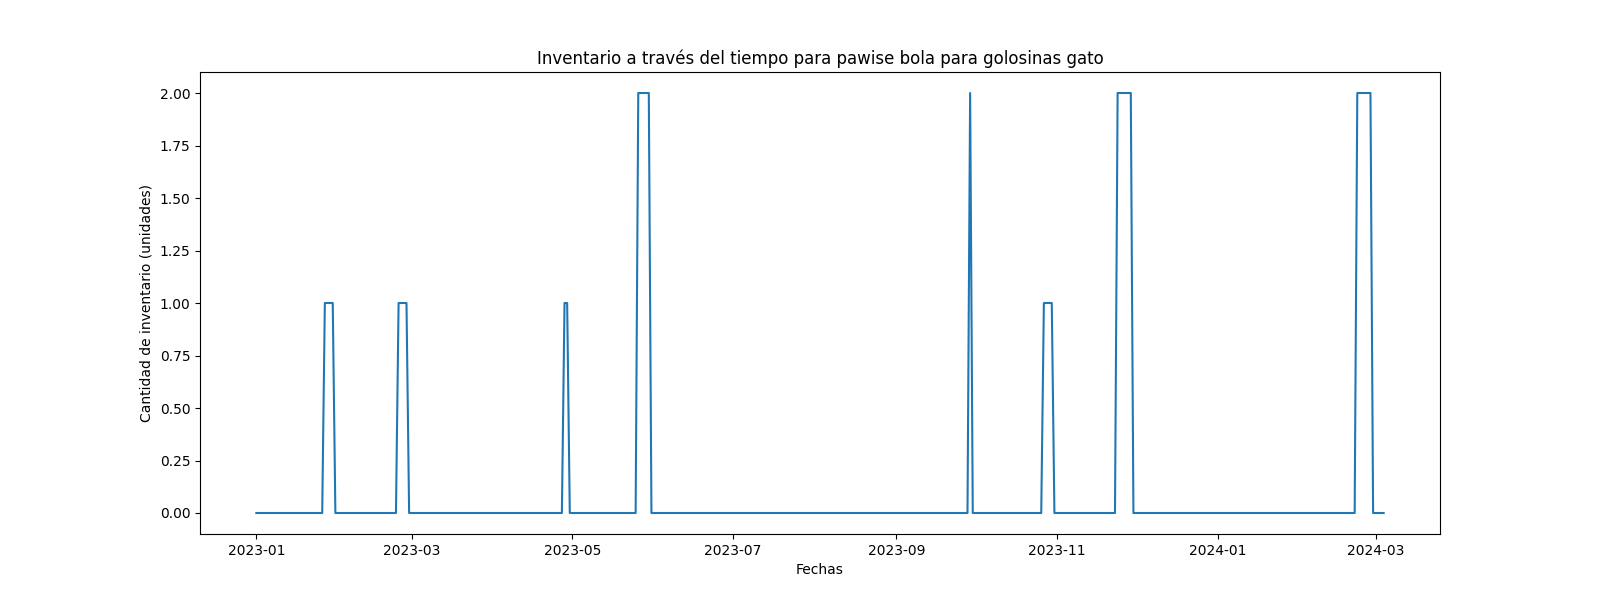 Inventario a través del tiempo para pawise bola para golosinas gato
Cantidad de inventario (unidades)
2.00
1.75
1.50
1.25
1.00
0.75
0.50
0.25
0.00
2023-01 2023-03 2023-05 2023-07 2023-09 2023-11 2024-01 2024-03
Fechas